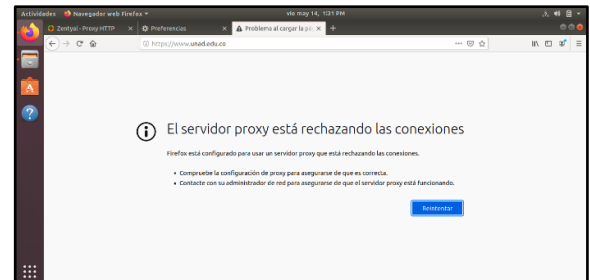 Actividades Navegador web Firefox
vie may 14, 1:31 PM
Zentyal - Proxy HTTP
Preferencias
Problema al cargar la pá
https://www.unad.edu.co
El servidor proxy está rechazando las conexiones
Firefox está configurado para usar un servidor proxy que está rechazando las conexiones.
Compruebe la configuración de proxy para asegurarse de que es correcta.
Contacte con su administrador de red para asegurarse de que el servidor proxy está funcionando.
Reintentar